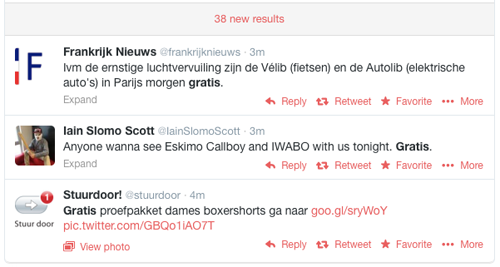 38 new results
Frankrijk Nieuws @frankrijknieuws · 3m
Ivm de ernstige luchtvervuiling zijn de Vélib (fietsen) en de Autolib (elektrische
auto's) in Parijs morgen gratis.
Expand Reply Retweet Favorite More
Iain Slomo Scott @IainSlomoScott · 3m
Anyone wanna see Eskimo Callboy and IWABO with us tonight. Gratis.
Expand Reply Retweet Favorite More
Stuurdoor! @stuurdoor · 4m
Gratis proefpakket dames boxershorts ga naar goo.gl/sryWoY
pic.twitter.com/GBQo1iAO7T
View photo Reply Retweet Favorite More
F
1
Stuur door